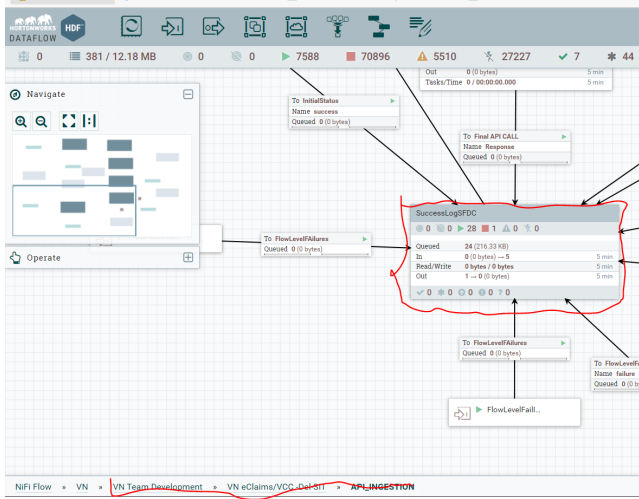 HORTONWORKS
DATAFLOW
HDF
0 381 / 12.18 MB 0 0 7588 70896 5510 27227 7 44
Out 0 (0 bytes) 5 min
Tasks/Time 0 / 00:00:00.000 5 min
Navigate
To InitialStatus
Name success
Queued 0 (0 bytes)
To Final API CALL
Name Response
Queued 0 (0 bytes)
SuccessLogSFDC
0 0 28 1 0 0
Queued 24 (216.33 KB)
In 0 (0 bytes) → 5 5 min
Read/Write 0 bytes / 0 bytes 5 min
Out 1 → 0 (0 bytes) 5 min
0 0 0 0 ? 0
To FlowLevelFAilures
Queued 0 (0 bytes)
Operate
To FlowLevelFAilures
Queued 0 (0 bytes)
To FlowLevelFa
Name failure
Queued 0 (0 b
FlowLevelFaill...
NiFi Flow » VN » VN Team Development » VN eClaims/VCC -Del-SIT » API_INGESTION